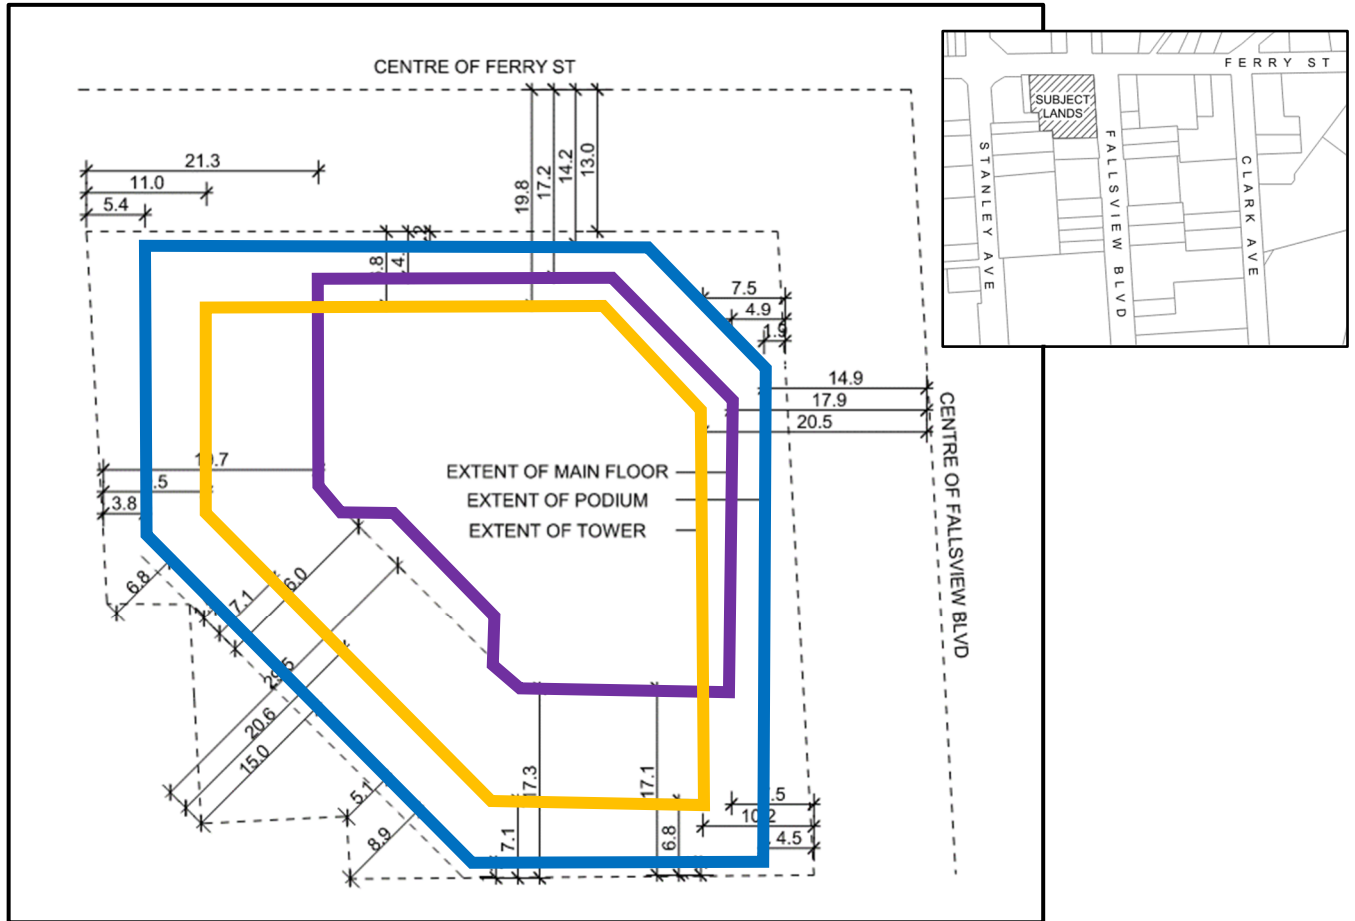 CENTRE OF FERRY ST
FERRY ST
SUBJECT
LANDS
STANLEY AVE
FALLSVIEW BLVD
CLARK AVE
21.3
11.0
5.4
19.8
17.2
14.2
13.0
7.5
4.9
1.9
14.9
17.9
20.5
CENTRE OF FALLSVIEW BLVD
EXTENT OF MAIN FLOOR
EXTENT OF PODIUM
EXTENT OF TOWER
3.8
6.8
7.1
6.0
20.6
15.0
5.1
8.9
17.3
7.1
17.1
6.8
10.2
4.5